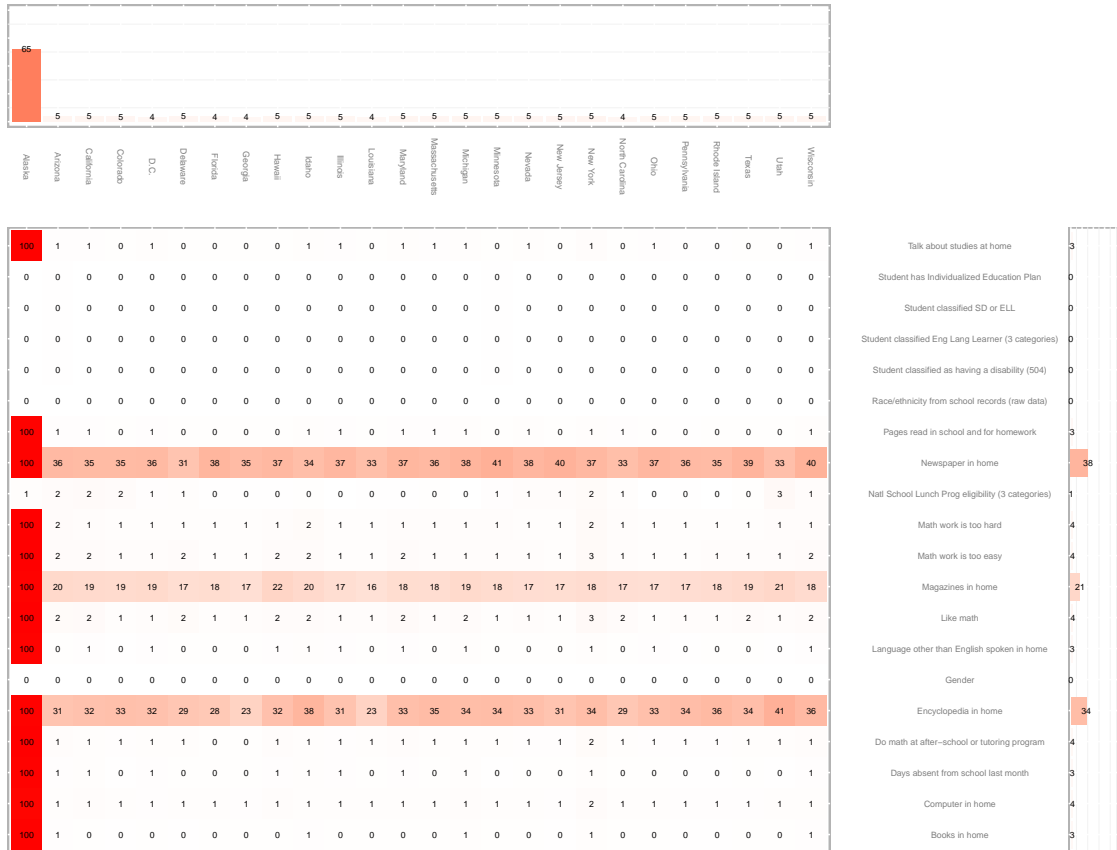 65 5 5 5 4 5 4 4 5 5 5 4 5 5 5 5 5 5 5 4 5 5 5 5 5 5
Alaska Arizona California Colorado D.C. Delaware Florida Georgia Hawaii Idaho Illinois Louisiana Maryland Massachusetts Michigan Minnesota Nevada New Jersey New York North Carolina Ohio Pennsylvania Rhode Island Texas Utah Wisconsin
100 1 1 0 1 0 0 0 0 1 1 0 1 1 1 0 1 0 1 0 1 0 0 0 0 1 Talk about studies at home 3
0 0 0 0 0 0 0 0 0 0 0 0 0 0 0 0 0 0 0 0 0 0 0 0 0 0 Student has Individualized Education Plan 0
0 0 0 0 0 0 0 0 0 0 0 0 0 0 0 0 0 0 0 0 0 0 0 0 0 0 Student classified SD or ELL 0
0 0 0 0 0 0 0 0 0 0 0 0 0 0 0 0 0 0 0 0 0 0 0 0 0 0 Student classified Eng Lang Learner (3 categories) 0
0 0 0 0 0 0 0 0 0 0 0 0 0 0 0 0 0 0 0 0 0 0 0 0 0 0 Student classified as having a disability (504) 0
0 0 0 0 0 0 0 0 0 0 0 0 0 0 0 0 0 0 0 0 0 0 0 0 0 0 Race/ethnicity from school records (raw data) 0
100 1 1 0 1 0 0 0 0 1 1 0 1 1 1 0 1 0 1 1 0 0 0 0 0 1 Pages read in school and for homework 3
100 36 35 35 36 31 38 35 37 34 37 33 37 36 38 41 38 40 37 33 37 36 35 39 33 40 Newspaper in home 38
1 2 2 2 1 1 0 0 0 0 0 0 0 0 0 1 1 1 2 1 0 0 0 0 3 1 Natl School Lunch Prog eligibility (3 categories) 1
100 2 1 1 1 1 1 1 1 2 1 1 1 1 1 1 1 1 2 1 1 1 1 1 1 1 Math work is too hard 4
100 2 2 1 1 2 1 1 2 2 1 1 2 1 1 1 1 1 3 1 1 1 1 1 1 2 Math work is too easy 4
100 20 19 19 19 17 18 17 22 20 17 16 18 18 19 18 17 17 18 17 17 17 18 19 21 18 Magazines in home 21
100 2 2 1 1 2 1 1 2 2 1 1 2 1 2 1 1 1 3 2 1 1 1 2 1 2 Like math 4
100 0 1 0 1 0 0 0 1 1 1 0 1 0 1 0 0 0 1 0 1 0 0 0 0 1 Language other than English spoken in home 3
0 0 0 0 0 0 0 0 0 0 0 0 0 0 0 0 0 0 0 0 0 0 0 0 0 0 Gender 0
100 31 32 33 32 29 28 23 32 38 31 23 33 35 34 34 33 31 34 29 33 34 36 34 41 36 Encyclopedia in home 34
100 1 1 1 1 1 0 0 1 1 1 1 1 1 1 1 1 1 2 1 1 1 1 1 1 1 Do math at after−school or tutoring program 4
100 1 1 0 1 0 0 0 1 1 1 0 1 0 1 0 1 0 1 0 0 0 0 0 0 1 Days absent from school last month 3
100 1 1 1 1 1 1 1 1 1 1 1 1 1 1 1 1 1 2 1 1 1 1 1 1 1 Computer in home 4
100 1 0 0 0 0 0 0 0 1 0 0 0 0 1 0 0 0 1 0 0 0 0 0 0 1 Books in home 3